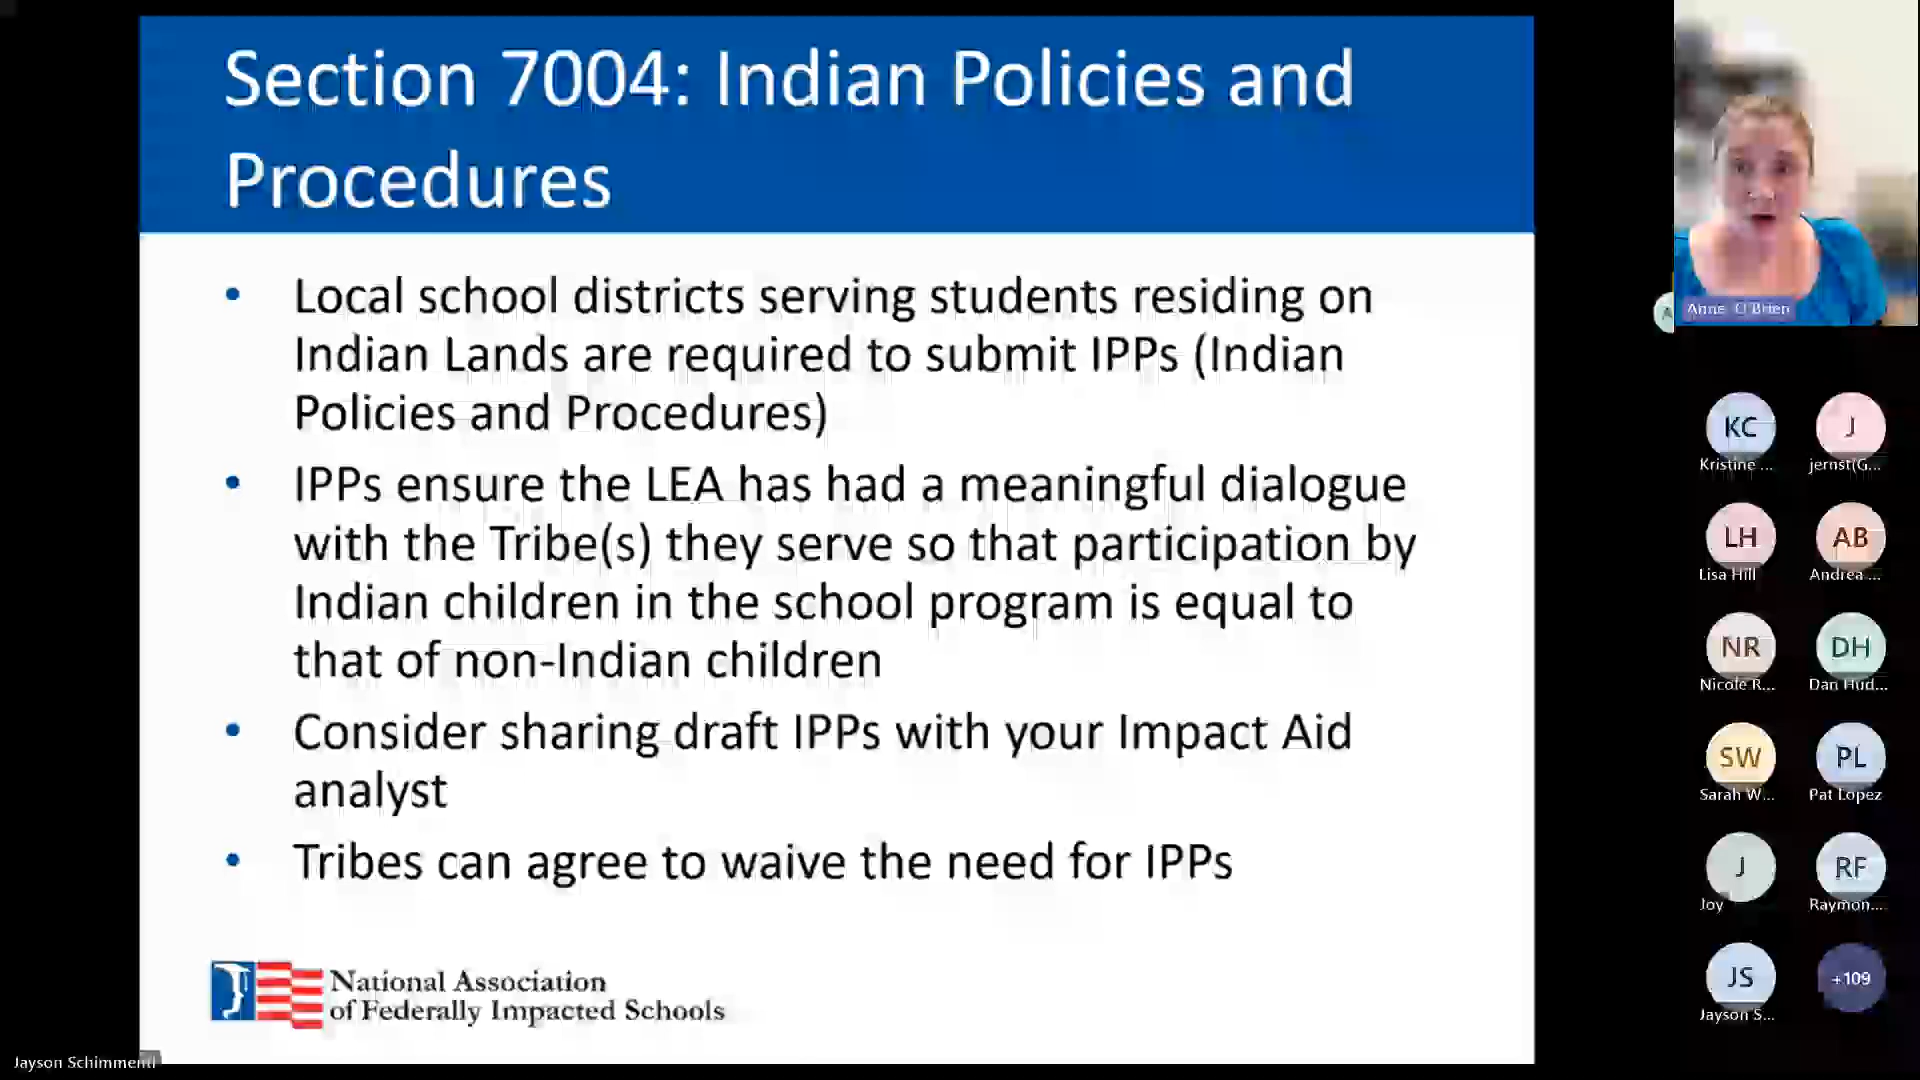 Section 7004: Indian Policies and
Procedures
• Local school districts serving students residing on
Indian Lands are required to submit IPPs (Indian
Policies and Procedures)
• IPPs ensure the LEA has had a meaningful dialogue
with the Tribe(s) they serve so that participation by
Indian children in the school program is equal to
that of non-Indian children
• Consider sharing draft IPPs with your Impact Aid
analyst
• Tribes can agree to waive the need for IPPs
National Association
of Federally Impacted Schools
Jayson Schimmenti
A
Anne O'Brien
KC
Kristine ...
J
jernst(G...
LH
Lisa Hill
AB
Andrea ...
NR
Nicole R...
DH
Dan Hud...
SW
Sarah W...
PL
Pat Lopez
J
Joy
RF
Raymon...
JS
Jayson S...
+109